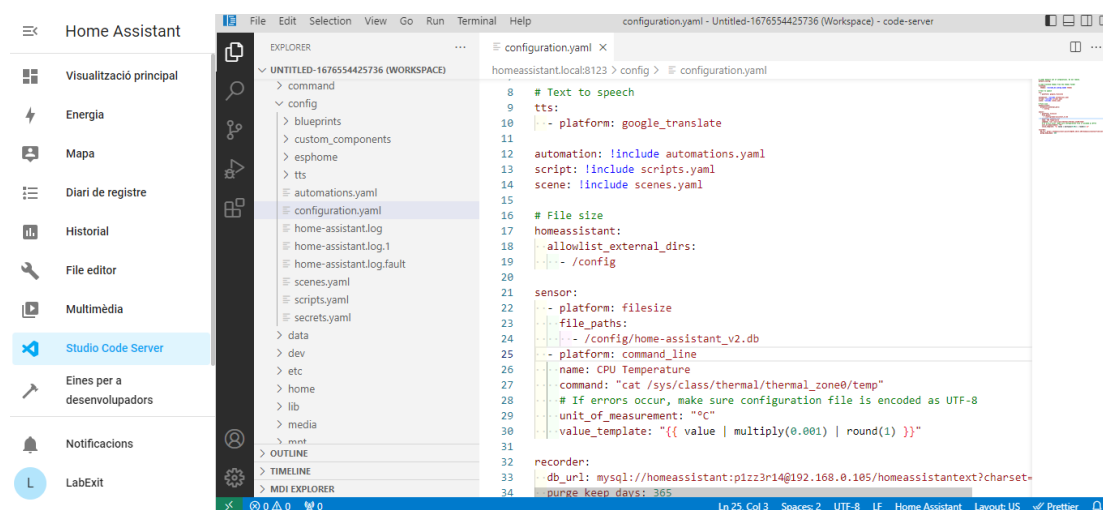 Home Assistant
Visualització principal
Energia
Mapa
Diari de registre
Historial
File editor
Multimèdia
Studio Code Server
Eines per a
desenvolupadors
Notificacions
L LabExit
File Edit Selection View Go Run Terminal Help configuration.yaml - Untitled-1676554425736 (Workspace) - code-server
EXPLORER
UNTITLED-1676554425736 (WORKSPACE)
command
config
blueprints
custom_components
esphome
tts
automations.yaml
configuration.yaml
home-assistant.log
home-assistant.log.1
home-assistant.log.fault
scenes.yaml
scripts.yaml
secrets.yaml
data
dev
etc
home
lib
media
mnt
OUTLINE
TIMELINE
MDI EXPLORER
configuration.yaml
homeassistant.local:8123 > config > configuration.yaml
8 # Text to speech
9 tts:
10 - platform: google_translate
11
12 automation: !include automations.yaml
13 script: !include scripts.yaml
14 scene: !include scenes.yaml
15
16 # File size
17 homeassistant:
18 allowlist_external_dirs:
19 - /config
20
21 sensor:
22 - platform: filesize
23 file_paths:
24 - /config/home-assistant_v2.db
25 - platform: command_line
26 name: CPU Temperature
27 command: "cat /sys/class/thermal/thermal_zone0/temp"
28 # If errors occur, make sure configuration file is encoded as UTF-8
29 unit_of_measurement: "°C"
30 value_template: "{{ value | multiply(0.001) | round(1) }}"
31
32 recorder:
33 db_url: mysql://homeassistant:p1zz3r14@192.168.0.105/homeassistantext?charset=
34 purge_keep_days: 365
0 0 0 Ln 25, Col 3 Spaces: 2 UTF-8 LF Home Assistant Layout: US Prettier